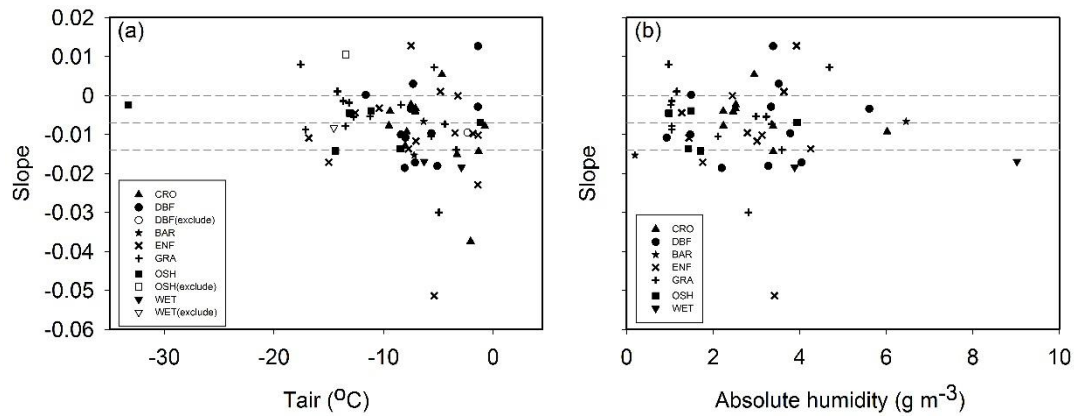 (a)
Slope
0.02
0.01
0
-0.01
-0.02
-0.03
-0.04
-0.05
-0.06
CRO
DBF
DBF(exclude)
BAR
ENF
GRA
OSH
OSH(exclude)
WET
WET(exclude)
-30 -20 -10 0
Tair (°C)
(b)
Slope
CRO
DBF
BAR
ENF
GRA
OSH
WET
0 2 4 6 8 10
Absolute humidity (g m⁻³)